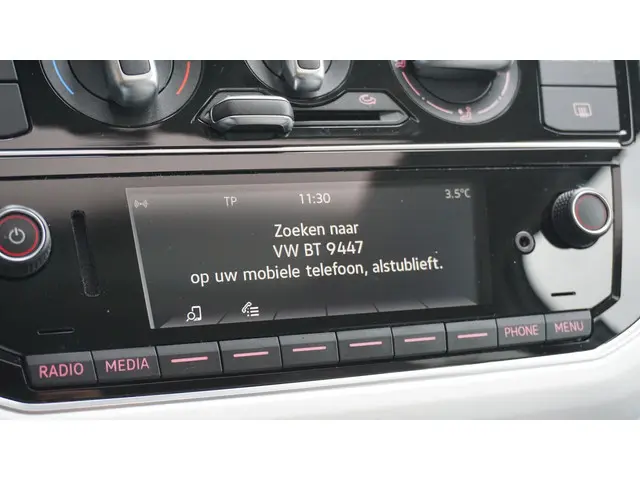 TP 11:30 3.5°C
Zoeken naar
VW BT 9447
op uw mobiele telefoon, alstublieft.
RADIO MEDIA PHONE MENU